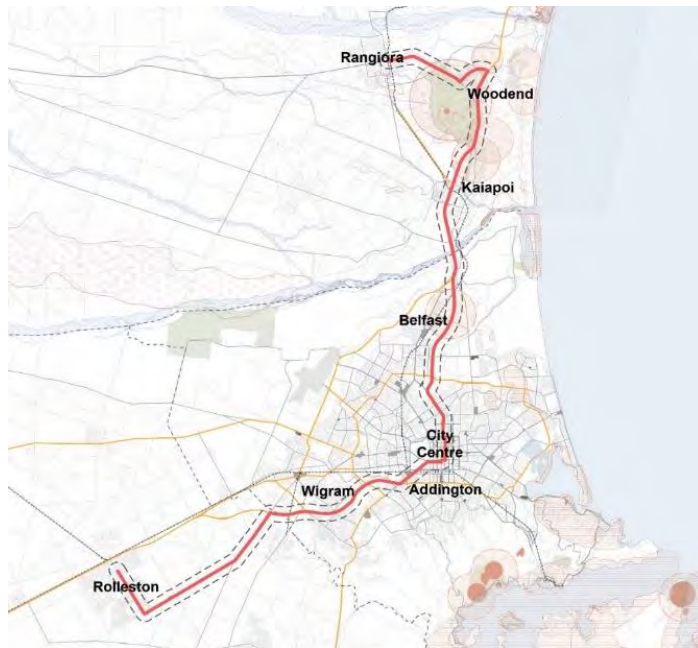 Rangiora
Woodend
Kaiapoi
Belfast
City
Centre
Wigram
Addington
Rolleston